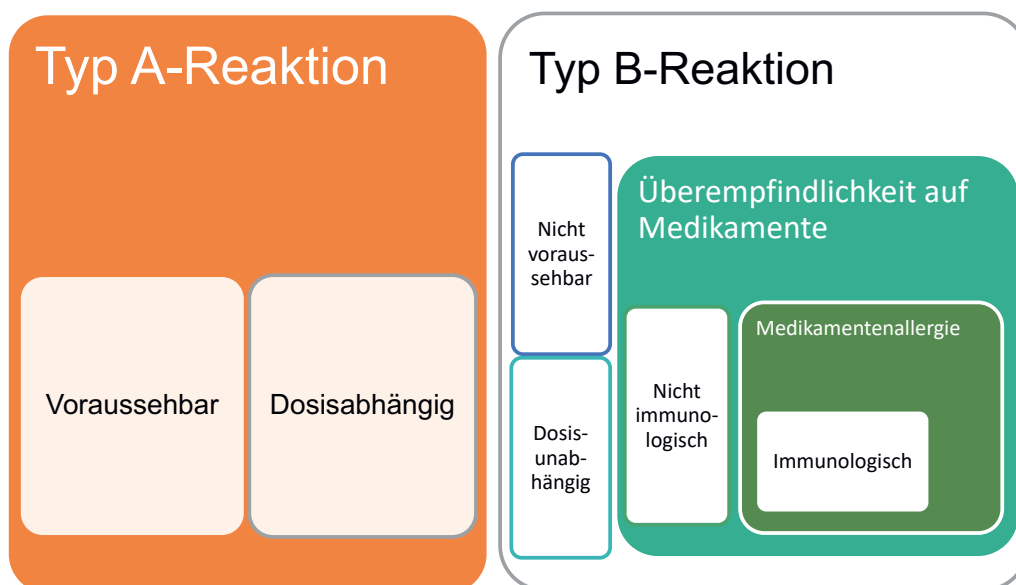 Typ A-Reaktion
Voraussehbar
Dosisabhängig
Typ B-Reaktion
Nicht
voraus-
sehbar
Dosis-
unab-
hängig
Überempfindlichkeit auf
Medikamente
Nicht
immuno-
logisch
Medikamentenallergie
Immunologisch